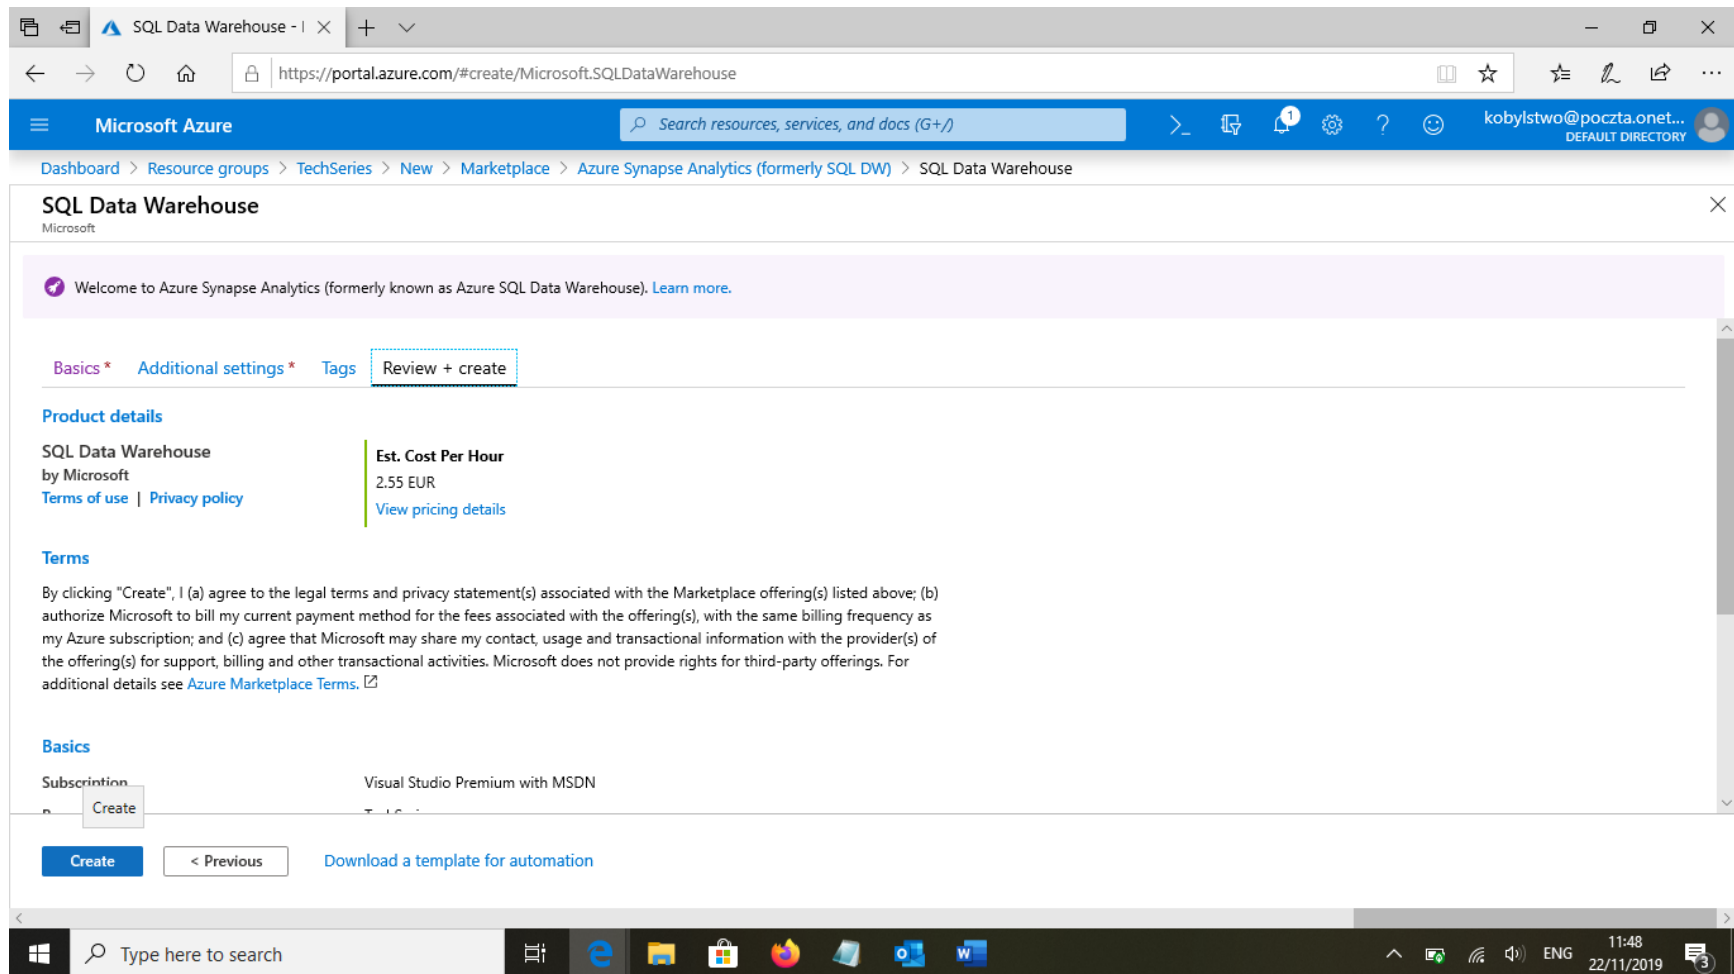 SQL Data Warehouse - I
https://portal.azure.com/#create/Microsoft.SQLDataWarehouse
Microsoft Azure
Search resources, services, and docs (G+/)
1
kobylstwo@poczta.onet...
DEFAULT DIRECTORY
Dashboard > Resource groups > TechSeries > New > Marketplace > Azure Synapse Analytics (formerly SQL DW) > SQL Data Warehouse
SQL Data Warehouse
Microsoft
Welcome to Azure Synapse Analytics (formerly known as Azure SQL Data Warehouse). Learn more.
Basics * Additional settings * Tags Review + create
Product details
SQL Data Warehouse
by Microsoft
Terms of use | Privacy policy
Est. Cost Per Hour
2.55 EUR
View pricing details
Terms
By clicking "Create", I (a) agree to the legal terms and privacy statement(s) associated with the Marketplace offering(s) listed above; (b)
authorize Microsoft to bill my current payment method for the fees associated with the offering(s), with the same billing frequency as
my Azure subscription; and (c) agree that Microsoft may share my contact, usage and transactional information with the provider(s) of
the offering(s) for support, billing and other transactional activities. Microsoft does not provide rights for third-party offerings. For
additional details see Azure Marketplace Terms.
Basics
Subscription Visual Studio Premium with MSDN
Create
Create < Previous Download a template for automation
Type here to search
ENG
11:48
22/11/2019
3